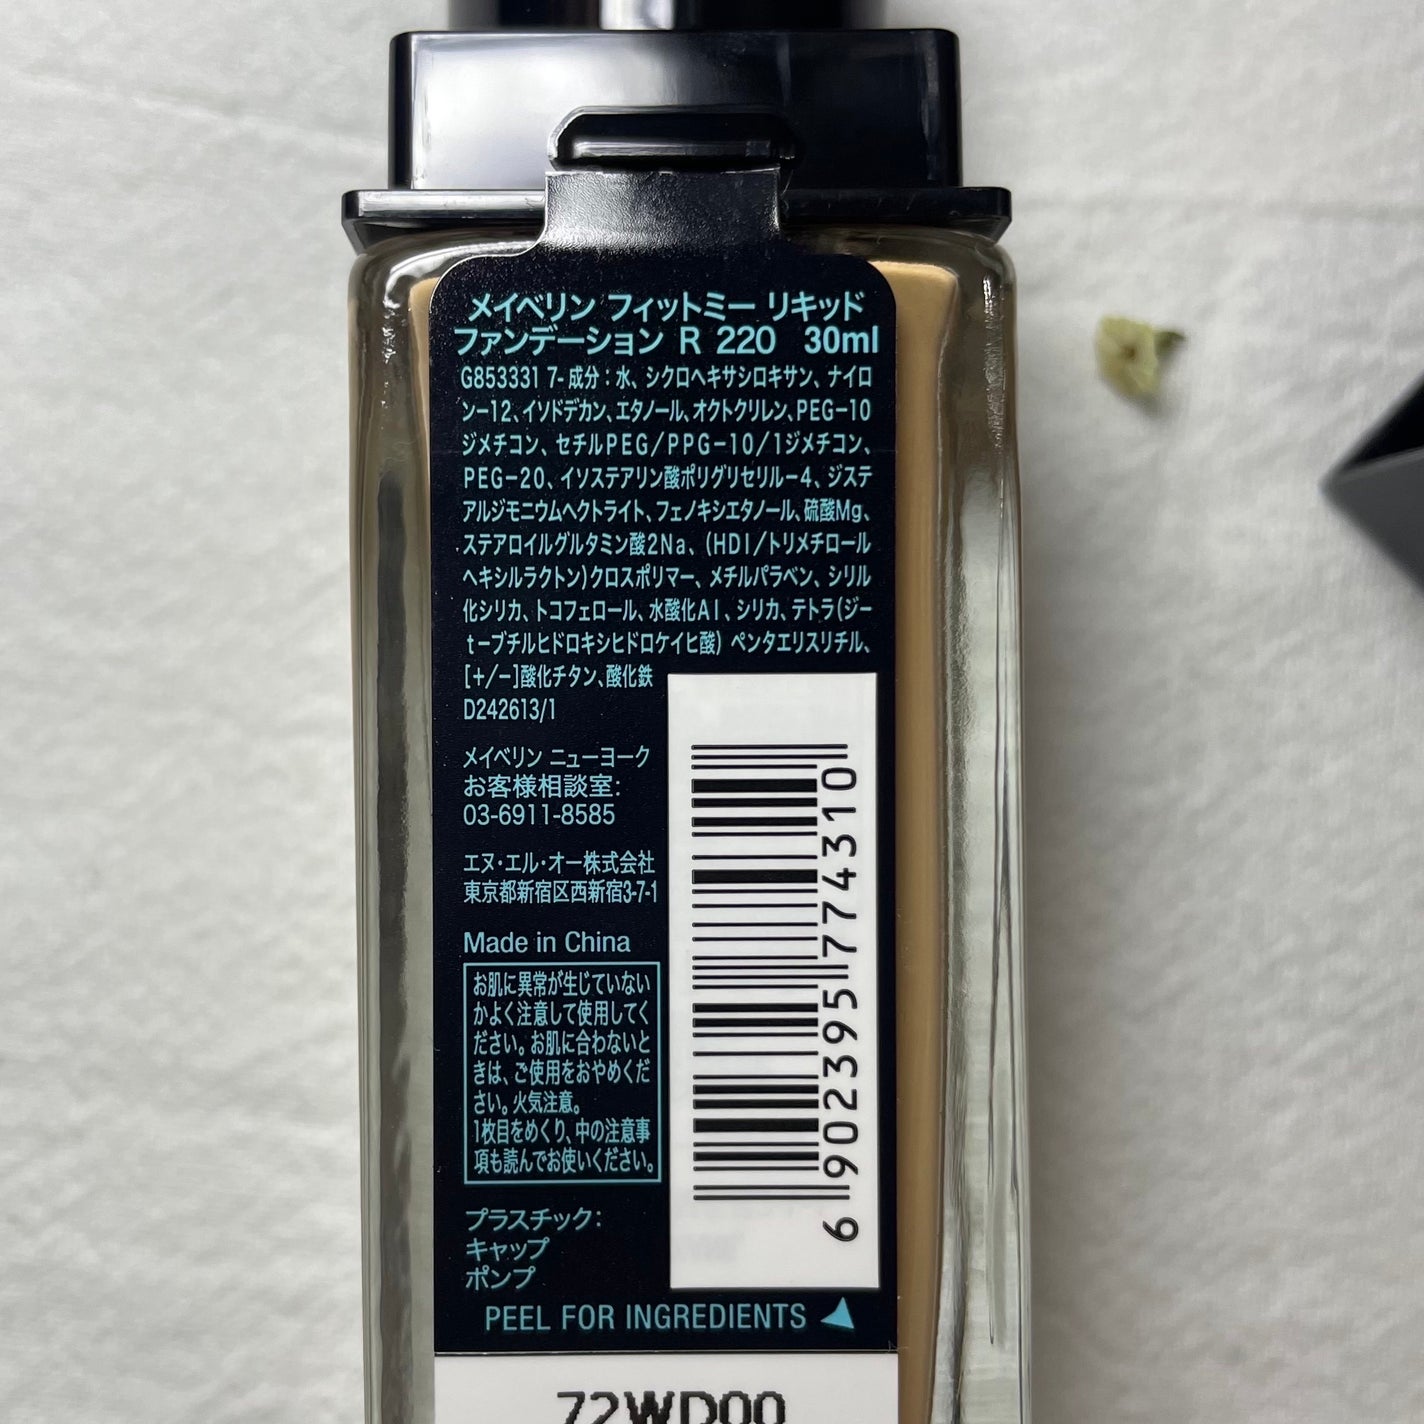 メイベリン フィットミー リキッド
ファンデーション R 220 30ml
G853331 7- 成分：水、シクロヘキサシロキサン、ナイロ
ン−12、イソドデカン、エタノール、オクトクリレン、PEG−10
ジメチコン、セチルPEG／PPG−10／1ジメチコン、
PEG−20、イソステアリン酸ポリグリセリル−4、ジステ
アルジモニウムヘクトライト、フェノキシエタノール、硫酸Mg、
ステアロイルグルタミン酸2Na、（HDI／トリメチロール
ヘキシルラクトン）クロスポリマー、メチルパラベン、シリル
化シリカ、トコフェロール、水酸化Al、シリカ、テトラ（ジー
tーブチルヒドロキシヒドロケイヒ酸）ペンタエリスリチル、
[＋／−]酸化チタン、酸化鉄
D242613/1
メイベリン ニューヨーク
お客様相談室:
03-6911-8585
エヌ・エル・オー株式会社
東京都新宿区西新宿3-7-1
Made in China
お肌に異常が生じていない
かよく注意して使用してく
ださい。お肌に合わないと
きは、ご使用をおやめくだ
さい。火気注意。
1枚目をめくり、中の注意事
項も読んでお使いください。
プラスチック：
キャップ
ポンプ
6 902395 774310
PEEL FOR INGREDIENTS
72WD00